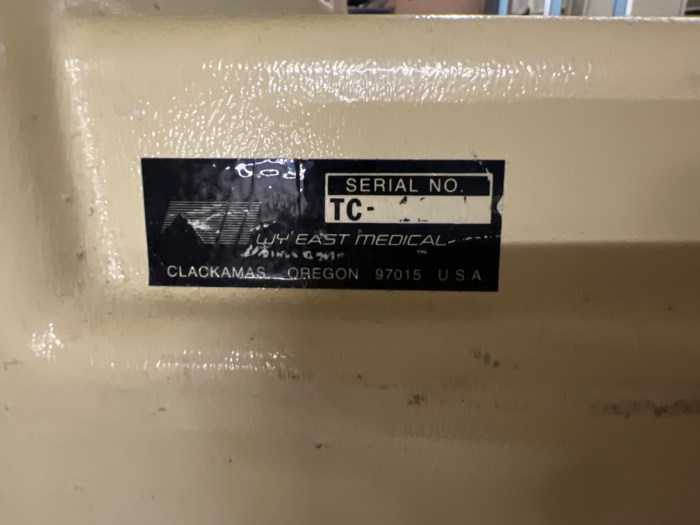 SERIAL NO.
TC-
WY'EAST MEDICAL
CLACKAMAS, OREGON 97015 U.S.A.